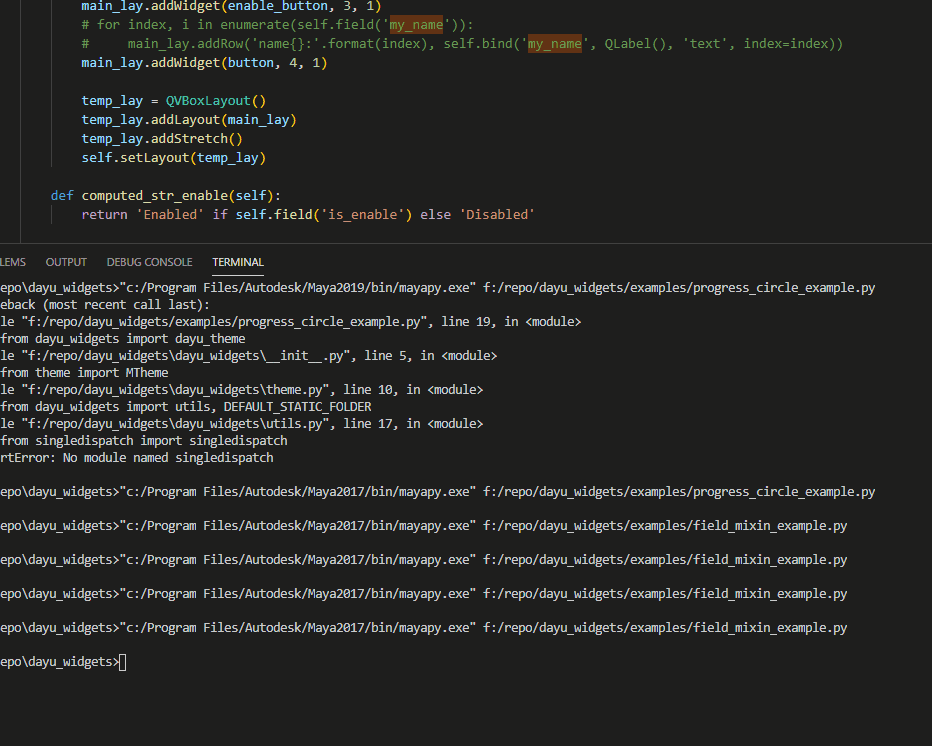 main_lay.addWidget(enable_button, 3, 1)
# for index, i in enumerate(self.field('my_name')):
#     main_lay.addRow('name{}:'.format(index), self.bind('my_name', QLabel(), 'text', index=index))
main_lay.addWidget(button, 4, 1)
temp_lay = QVBoxLayout()
temp_lay.addLayout(main_lay)
temp_lay.addStretch()
self.setLayout(temp_lay)
def computed_str_enable(self):
return 'Enabled' if self.field('is_enable') else 'Disabled'
LEMS OUTPUT DEBUG CONSOLE TERMINAL
epo\dayu_widgets>"c:/Program Files/Autodesk/Maya2019/bin/mayapy.exe" f:/repo/dayu_widgets/examples/progress_circle_example.py
eback (most recent call last):
le "f:/repo/dayu_widgets/examples/progress_circle_example.py", line 19, in <module>
from dayu_widgets import dayu_theme
le "f:/repo/dayu_widgets\dayu_widgets\__init__.py", line 5, in <module>
from theme import MTheme
le "f:/repo/dayu_widgets\dayu_widgets\theme.py", line 10, in <module>
from dayu_widgets import utils, DEFAULT_STATIC_FOLDER
le "f:/repo/dayu_widgets\dayu_widgets\utils.py", line 17, in <module>
from singledispatch import singledispatch
rtError: No module named singledispatch
epo\dayu_widgets>"c:/Program Files/Autodesk/Maya2017/bin/mayapy.exe" f:/repo/dayu_widgets/examples/progress_circle_example.py
epo\dayu_widgets>"c:/Program Files/Autodesk/Maya2017/bin/mayapy.exe" f:/repo/dayu_widgets/examples/field_mixin_example.py
epo\dayu_widgets>"c:/Program Files/Autodesk/Maya2017/bin/mayapy.exe" f:/repo/dayu_widgets/examples/field_mixin_example.py
epo\dayu_widgets>"c:/Program Files/Autodesk/Maya2017/bin/mayapy.exe" f:/repo/dayu_widgets/examples/field_mixin_example.py
epo\dayu_widgets>"c:/Program Files/Autodesk/Maya2017/bin/mayapy.exe" f:/repo/dayu_widgets/examples/field_mixin_example.py
epo\dayu_widgets>